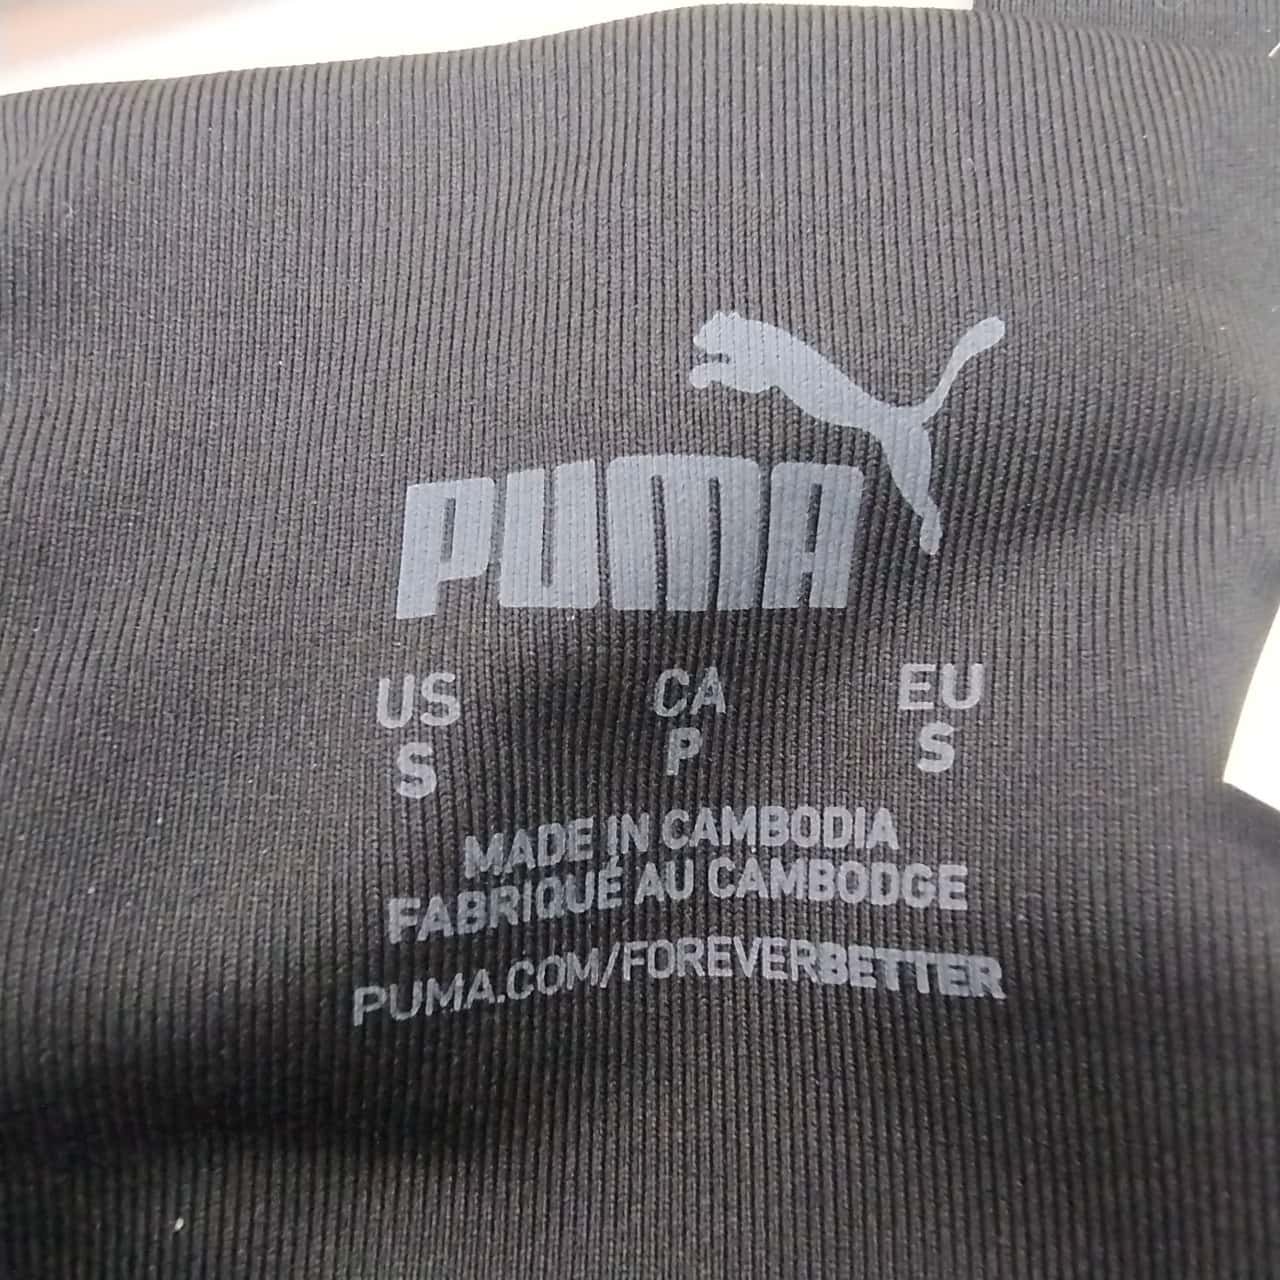 PUMA
US CA EU
S P S
MADE IN CAMBODIA
FABRIQUÉ AU CAMBODGE
PUMA.COM/FOREVERBETTER